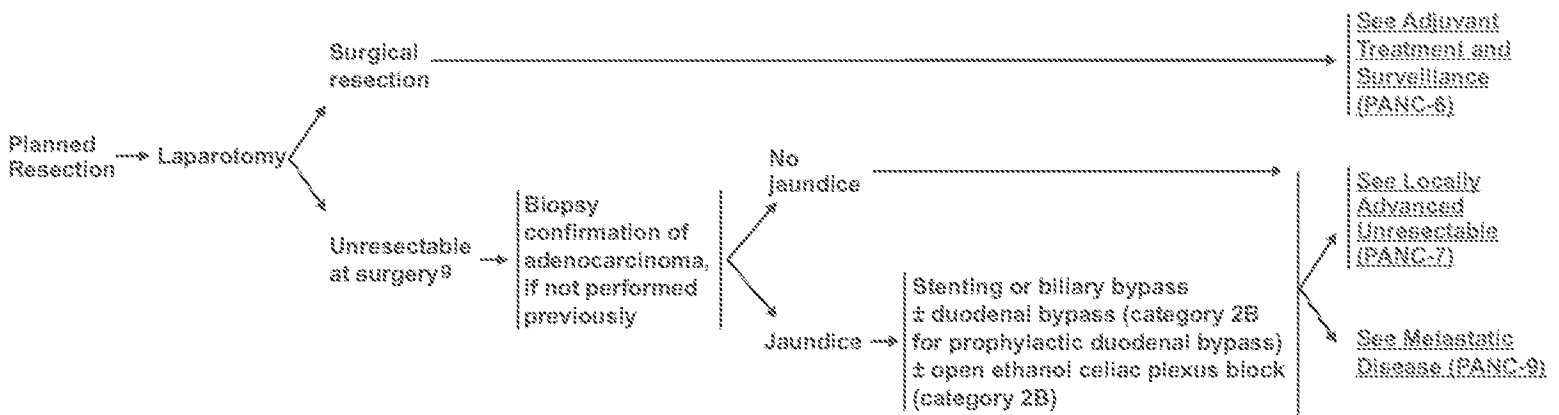 Planned
Resection
Laparotomy
Surgical
resection
See Adjuvant
Treatment and
Surveillance
(PANC-6)
Unresectable
at surgeryᵍ
Biopsy
confirmation of
adenocarcinoma,
if not performed
previously
No
jaundice
Jaundice
Stenting or biliary bypass
± duodenal bypass (category 2B
for prophylactic duodenal bypass)
± open ethanol celiac plexus block
(category 2B)
See Locally
Advanced
Unresectable
(PANC-7)
See Metastatic
Disease (PANC-9)